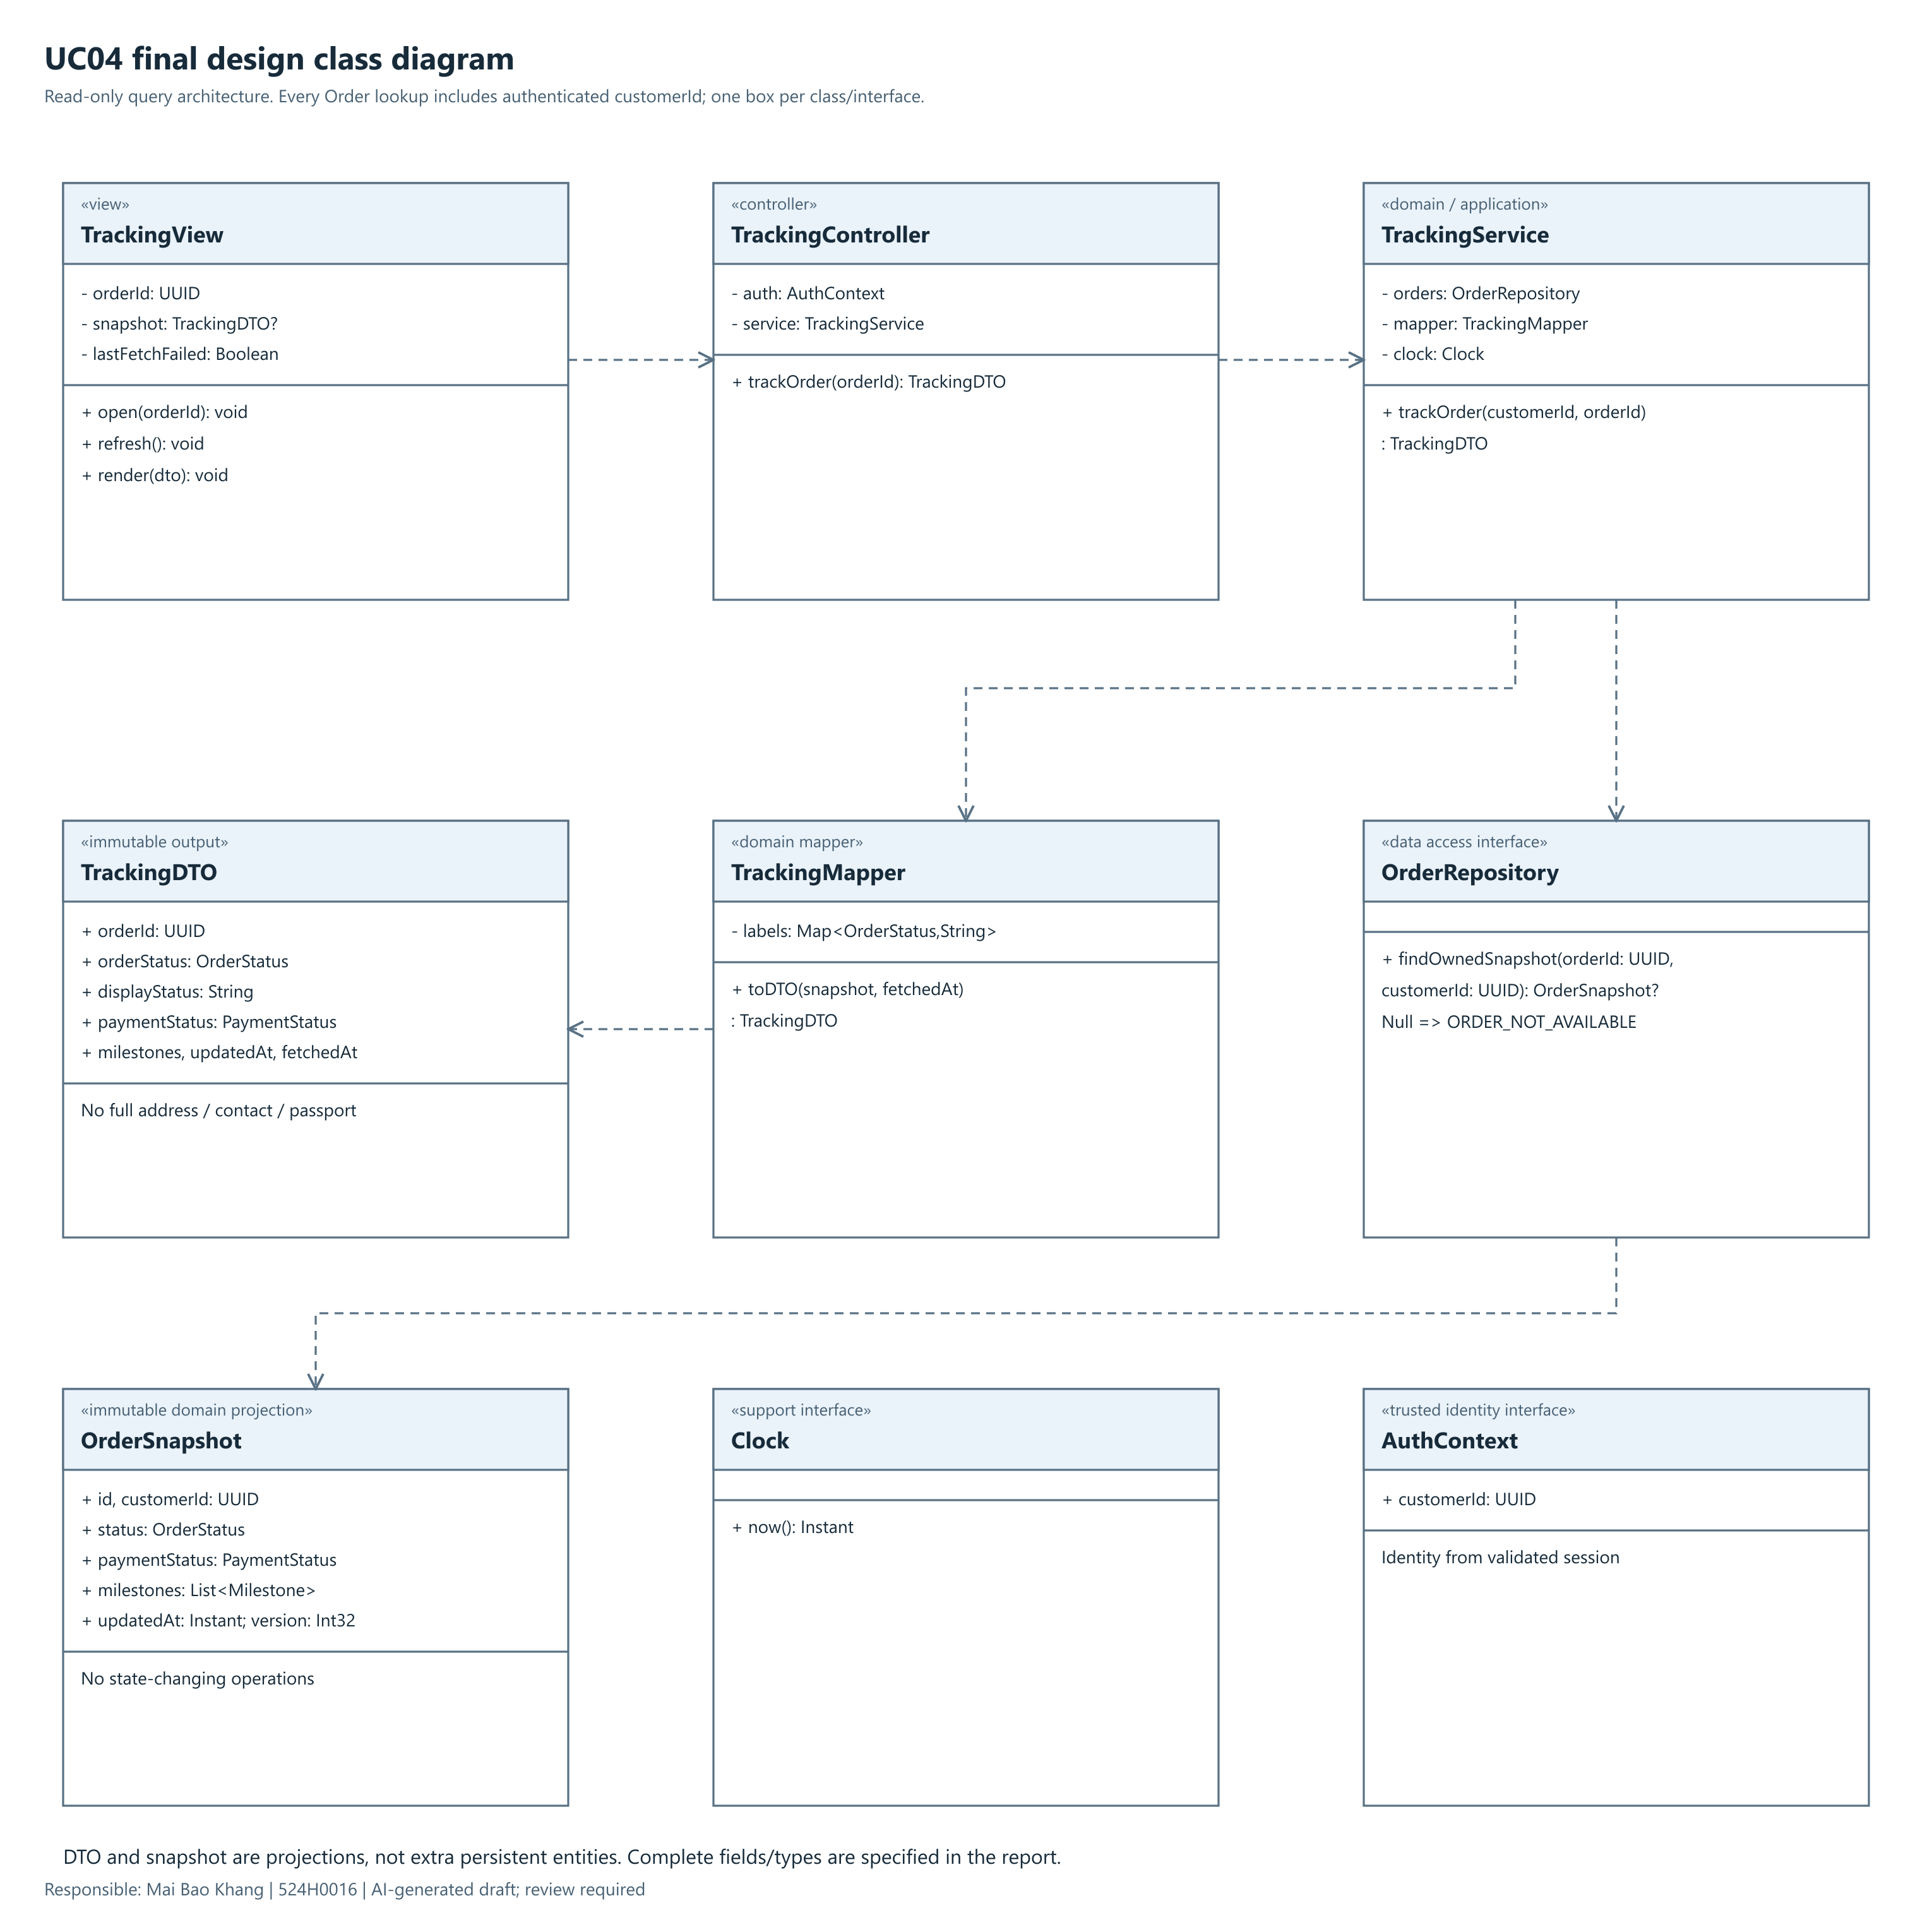 UC04 final design class diagram
Read-only query architecture. Every Order lookup includes authenticated customerId; one box per class/interface.
«view»
TrackingView
- orderId: UUID
- snapshot: TrackingDTO?
- lastFetchFailed: Boolean
+ open(orderId): void
+ refresh(): void
+ render(dto): void
«controller»
TrackingController
- auth: AuthContext
- service: TrackingService
+ trackOrder(orderId): TrackingDTO
«domain / application»
TrackingService
- orders: OrderRepository
- mapper: TrackingMapper
- clock: Clock
+ trackOrder(customerId, orderId)
: TrackingDTO
«immutable output»
TrackingDTO
+ orderId: UUID
+ orderStatus: OrderStatus
+ displayStatus: String
+ paymentStatus: PaymentStatus
+ milestones, updatedAt, fetchedAt
No full address / contact / passport
«domain mapper»
TrackingMapper
- labels: Map<OrderStatus,String>
+ toDTO(snapshot, fetchedAt)
: TrackingDTO
«data access interface»
OrderRepository
+ findOwnedSnapshot(orderId: UUID,
customerId: UUID): OrderSnapshot?
Null => ORDER_NOT_AVAILABLE
«immutable domain projection»
OrderSnapshot
+ id, customerId: UUID
+ status: OrderStatus
+ paymentStatus: PaymentStatus
+ milestones: List<Milestone>
+ updatedAt: Instant; version: Int32
No state-changing operations
«support interface»
Clock
+ now(): Instant
«trusted identity interface»
AuthContext
+ customerId: UUID
Identity from validated session
DTO and snapshot are projections, not extra persistent entities. Complete fields/types are specified in the report.
Responsible: Mai Bao Khang | 524H0016 | AI-generated draft; review required